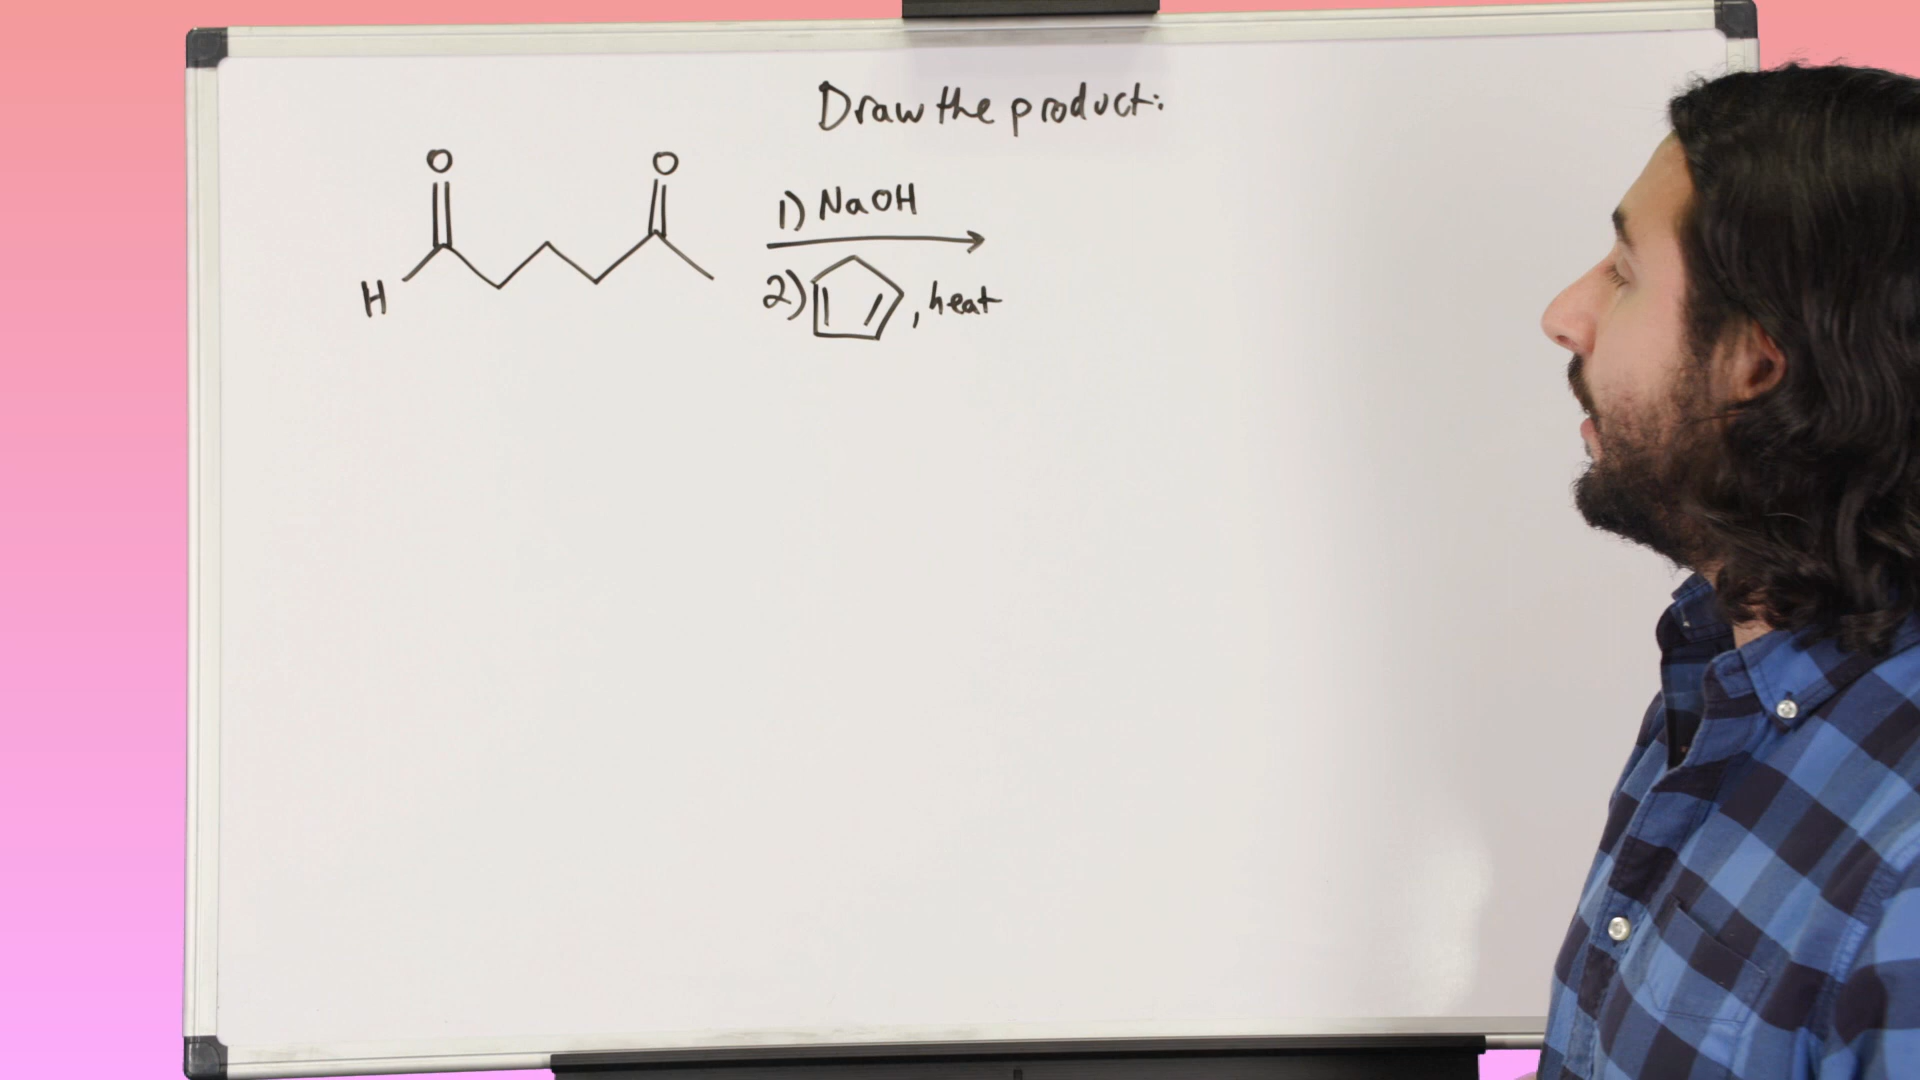 Draw the product:
O O
H
1) NaOH
2) , heat